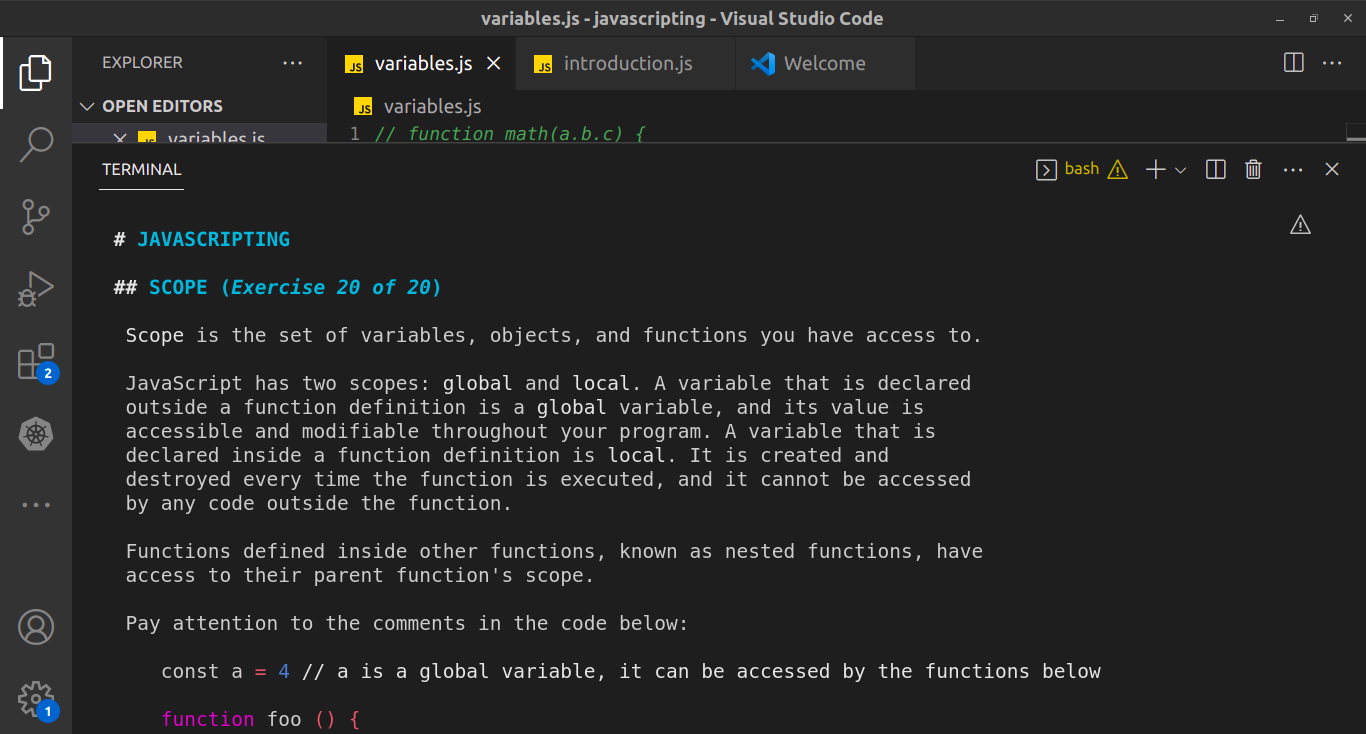 variables.js - javascripting - Visual Studio Code
EXPLORER
JS variables.js
JS introduction.js
Welcome
OPEN EDITORS
JS variables.js
variables.js
1 // function math(a.b.c) {
TERMINAL
bash
# JAVASCRIPTING
## SCOPE (Exercise 20 of 20)
Scope is the set of variables, objects, and functions you have access to.
JavaScript has two scopes: global and local. A variable that is declared
outside a function definition is a global variable, and its value is
accessible and modifiable throughout your program. A variable that is
declared inside a function definition is local. It is created and
destroyed every time the function is executed, and it cannot be accessed
by any code outside the function.
Functions defined inside other functions, known as nested functions, have
access to their parent function's scope.
Pay attention to the comments in the code below:
const a = 4 // a is a global variable, it can be accessed by the functions below
function foo () {
2
1